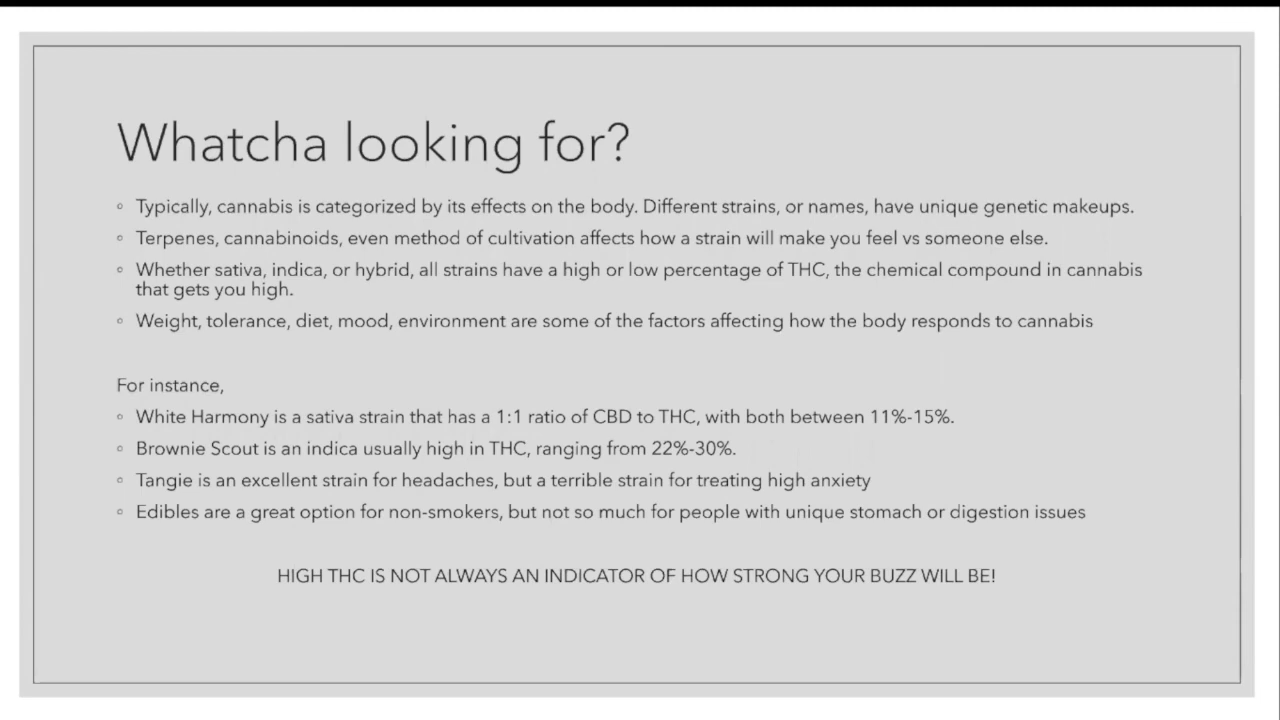 Whatcha looking for?
◦ Typically, cannabis is categorized by its effects on the body. Different strains, or names, have unique genetic makeups.
◦ Terpenes, cannabinoids, even method of cultivation affects how a strain will make you feel vs someone else.
◦ Whether sativa, indica, or hybrid, all strains have a high or low percentage of THC, the chemical compound in cannabis
that gets you high.
◦ Weight, tolerance, diet, mood, environment are some of the factors affecting how the body responds to cannabis
For instance,
◦ White Harmony is a sativa strain that has a 1:1 ratio of CBD to THC, with both between 11%-15%.
◦ Brownie Scout is an indica usually high in THC, ranging from 22%-30%.
◦ Tangie is an excellent strain for headaches, but a terrible strain for treating high anxiety
◦ Edibles are a great option for non-smokers, but not so much for people with unique stomach or digestion issues
HIGH THC IS NOT ALWAYS AN INDICATOR OF HOW STRONG YOUR BUZZ WILL BE!